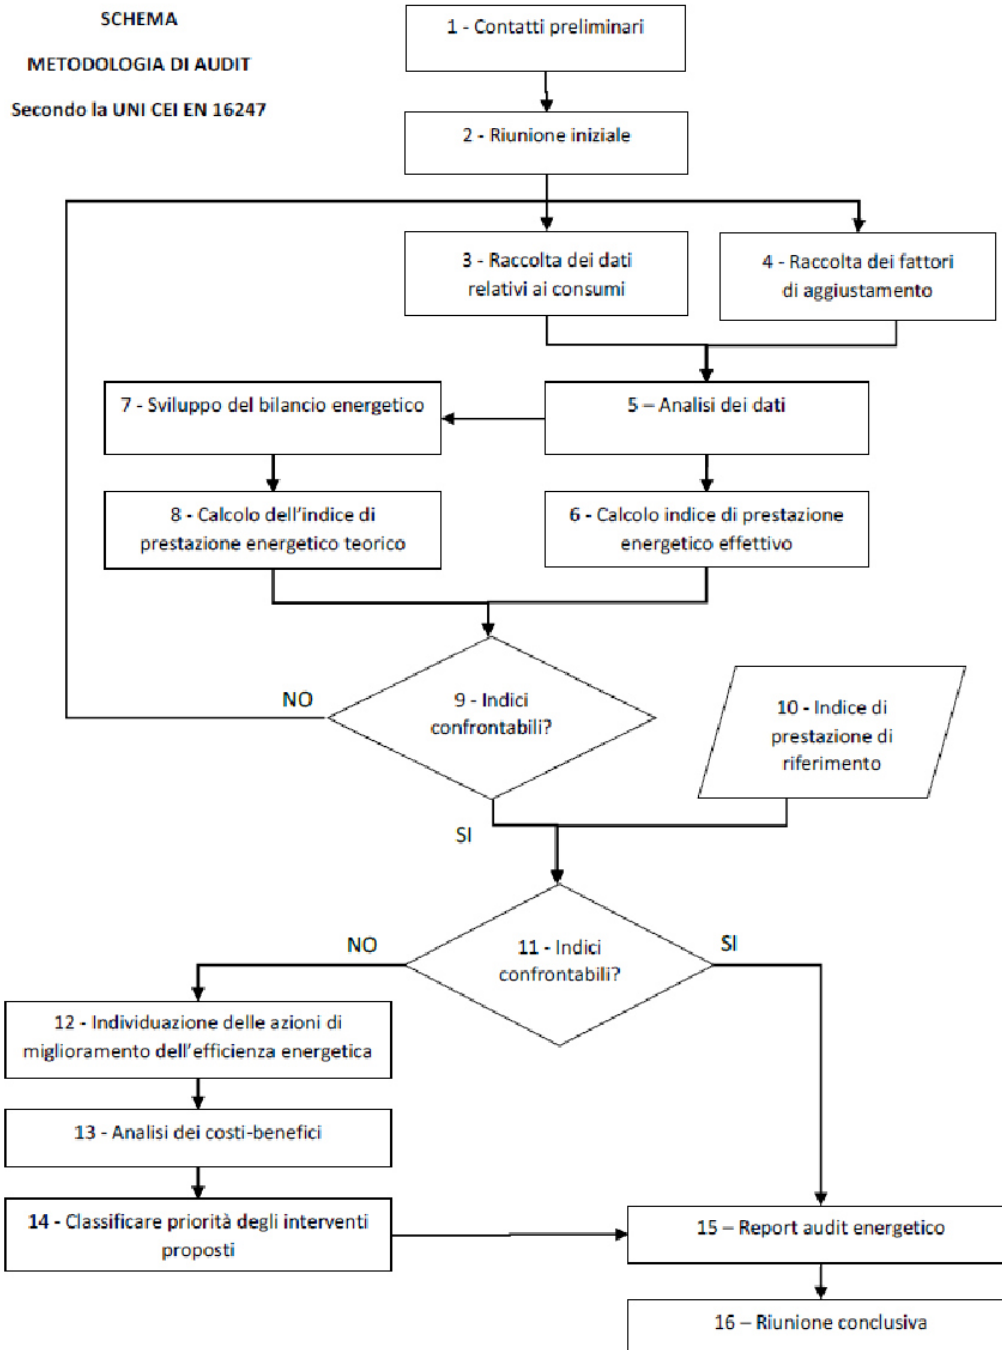 SCHEMA
METODOLOGIA DI AUDIT
Secondo la UNI CEI EN 16247
1 - Contatti preliminari
2 - Riunione iniziale
3 - Raccolta dei dati
relativi ai consumi
4 - Raccolta dei fattori
di aggiustamento
7 - Sviluppo del bilancio energetico
5 – Analisi dei dati
8 - Calcolo dell'indice di
prestazione energetico teorico
6 - Calcolo indice di prestazione
energetico effettivo
NO
9 - Indici
confrontabili?
10 - Indice di
prestazione di
riferimento
SI
NO
11 - Indici
confrontabili?
SI
12 - Individuazione delle azioni di
miglioramento dell'efficienza energetica
13 - Analisi dei costi-benefici
14 - Classificare priorità degli interventi
proposti
15 – Report audit energetico
16 – Riunione conclusiva